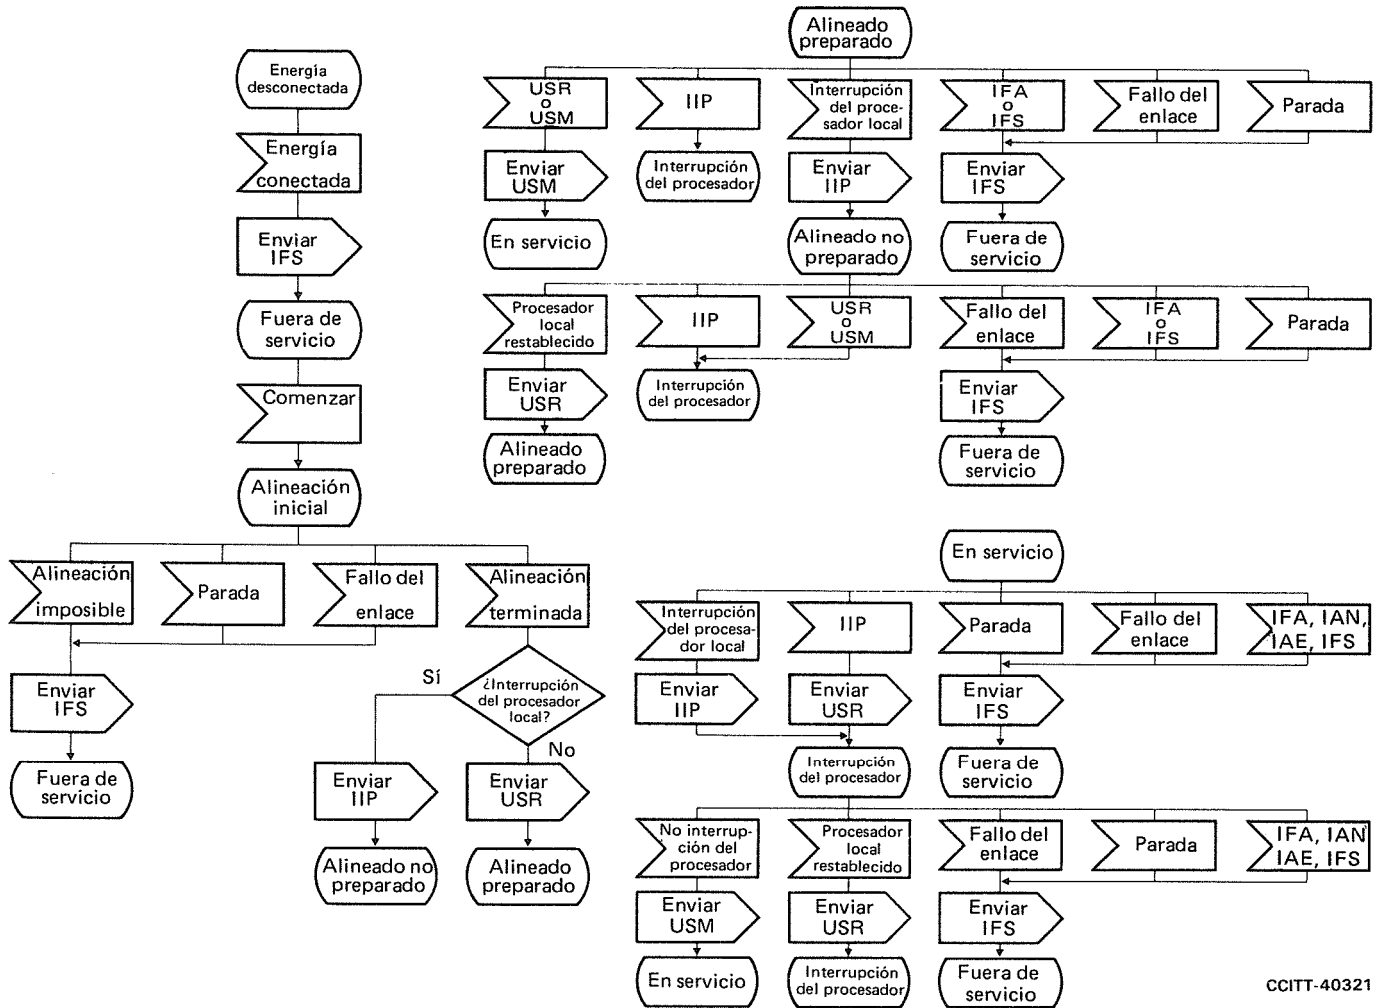 Energía
desconectada
Energía
conectada
Enviar
IFS
Fuera de
servicio
Comenzar
Alineación
inicial
Alineación
imposible
Parada
Fallo del
enlace
Alineación
terminada
Enviar
IFS
Fuera de
servicio
Sí
¿Interrupción
del procesador
local?
No
Enviar
IIP
Enviar
USR
Alineado no
preparado
Alineado
preparado
Alineado
preparado
USR
o
USM
IIP
Interrupción
del proce-
sador local
IFA
o
IFS
Fallo del
enlace
Parada
Enviar
USM
Interrupción
del procesador
Enviar
IIP
Enviar
IFS
En servicio
Alineado no
preparado
Fuera de
servicio
Procesador
local
restablecido
IIP
USR
o
USM
Fallo del
enlace
IFA
o
IFS
Parada
Enviar
USR
Interrupción
del procesador
Enviar
IFS
Alineado
preparado
Fuera de
servicio
En servicio
Interrupción
del procesa-
dor local
IIP
Parada
Fallo del
enlace
IFA, IAN,
IAE, IFS
Enviar
IIP
Enviar
USR
Enviar
IFS
Interrupción
del procesador
Fuera de
servicio
No interrup-
ción del
procesador
Procesador
local
restablecido
Fallo del
enlace
Parada
IFA, IAN
IAE, IFS
Enviar
USM
Enviar
USR
Enviar
IFS
En servicio
Interrupción
del procesador
Fuera de
servicio
CCITT-40321